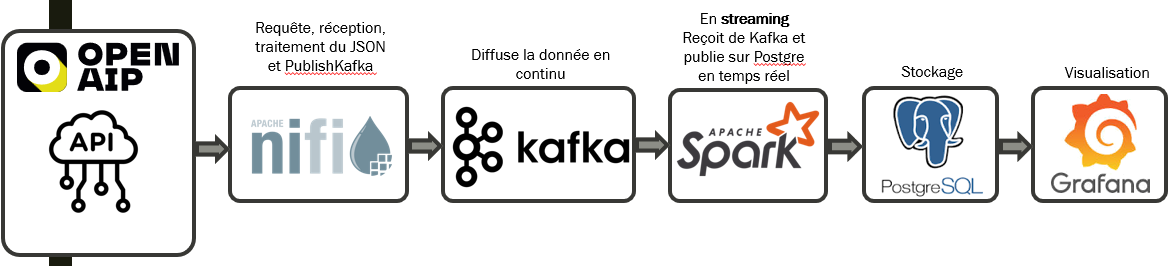 OPEN
AIP
API
Requête, réception,
traitement du JSON
et PublishKafka
APACHE
nifi
Diffuse la donnée en
continu
kafka
En streaming
Reçoit de Kafka et
publie sur Postgre
en temps réel
APACHE
Spark
Stockage
PostgreSQL
Visualisation
Grafana